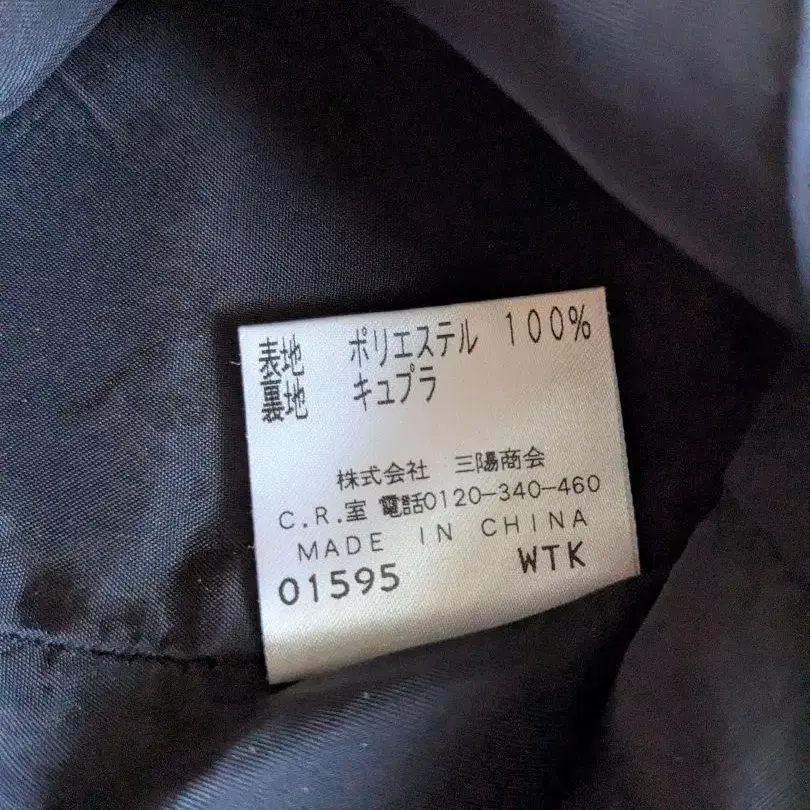 表地 ポリエステル 100%
裏地 キュプラ
株式会社 三陽商会
C.R.室 電話0120-340-460
MADE IN CHINA
01595 WTK